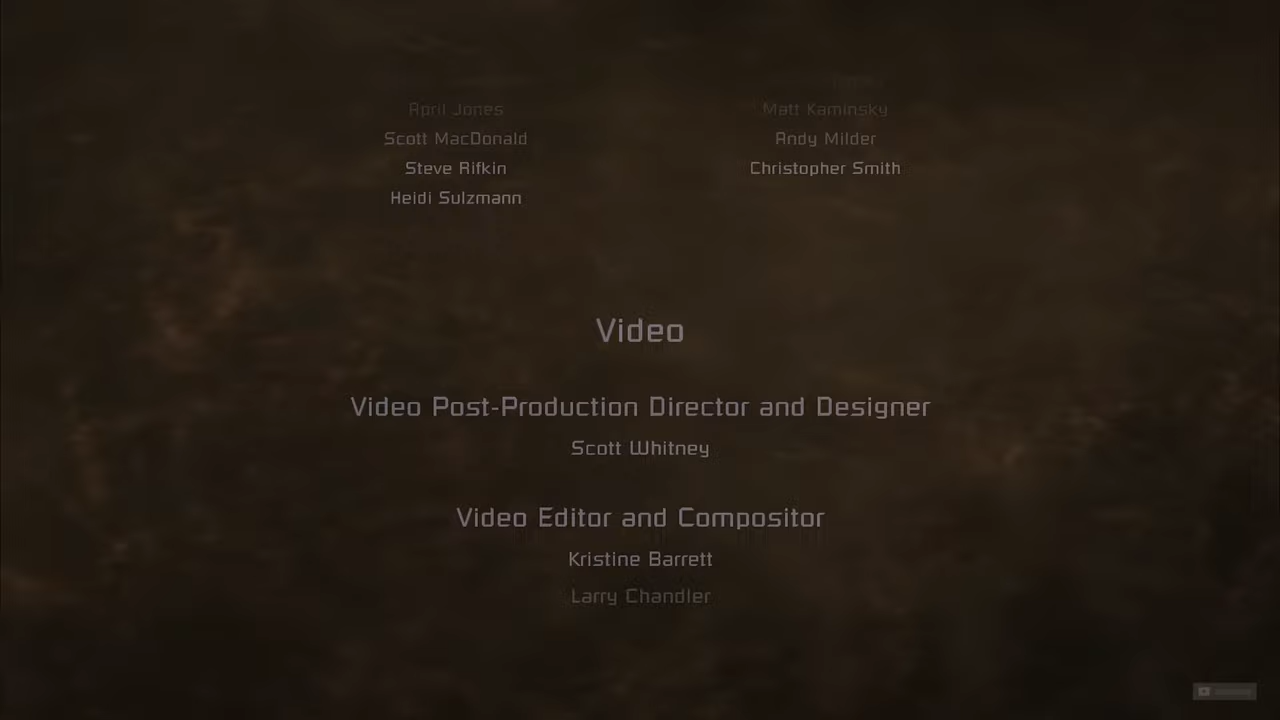 April Jones Matt Kaminsky
Scott MacDonald Andy Milder
Steve Rifkin Christopher Smith
Heidi Sulzmann
Video
Video Post-Production Director and Designer
Scott Whitney
Video Editor and Compositor
Kristine Barrett
Larry Chandler